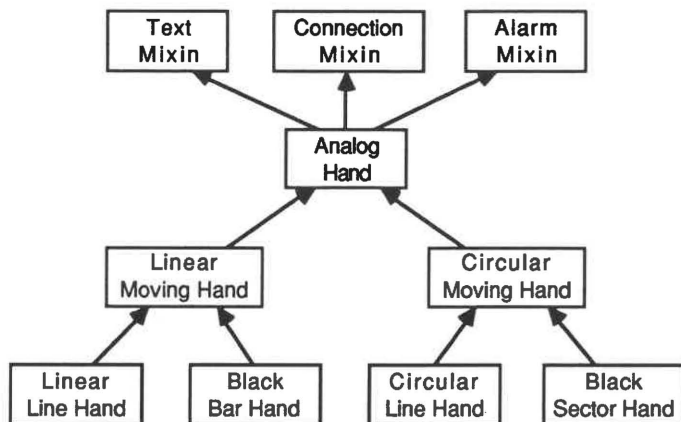 Text
Mixin
Connection
Mixin
Alarm
Mixin
Analog
Hand
Linear
Moving Hand
Circular
Moving Hand
Linear
Line Hand
Black
Bar Hand
Circular
Line Hand
Black
Sector Hand